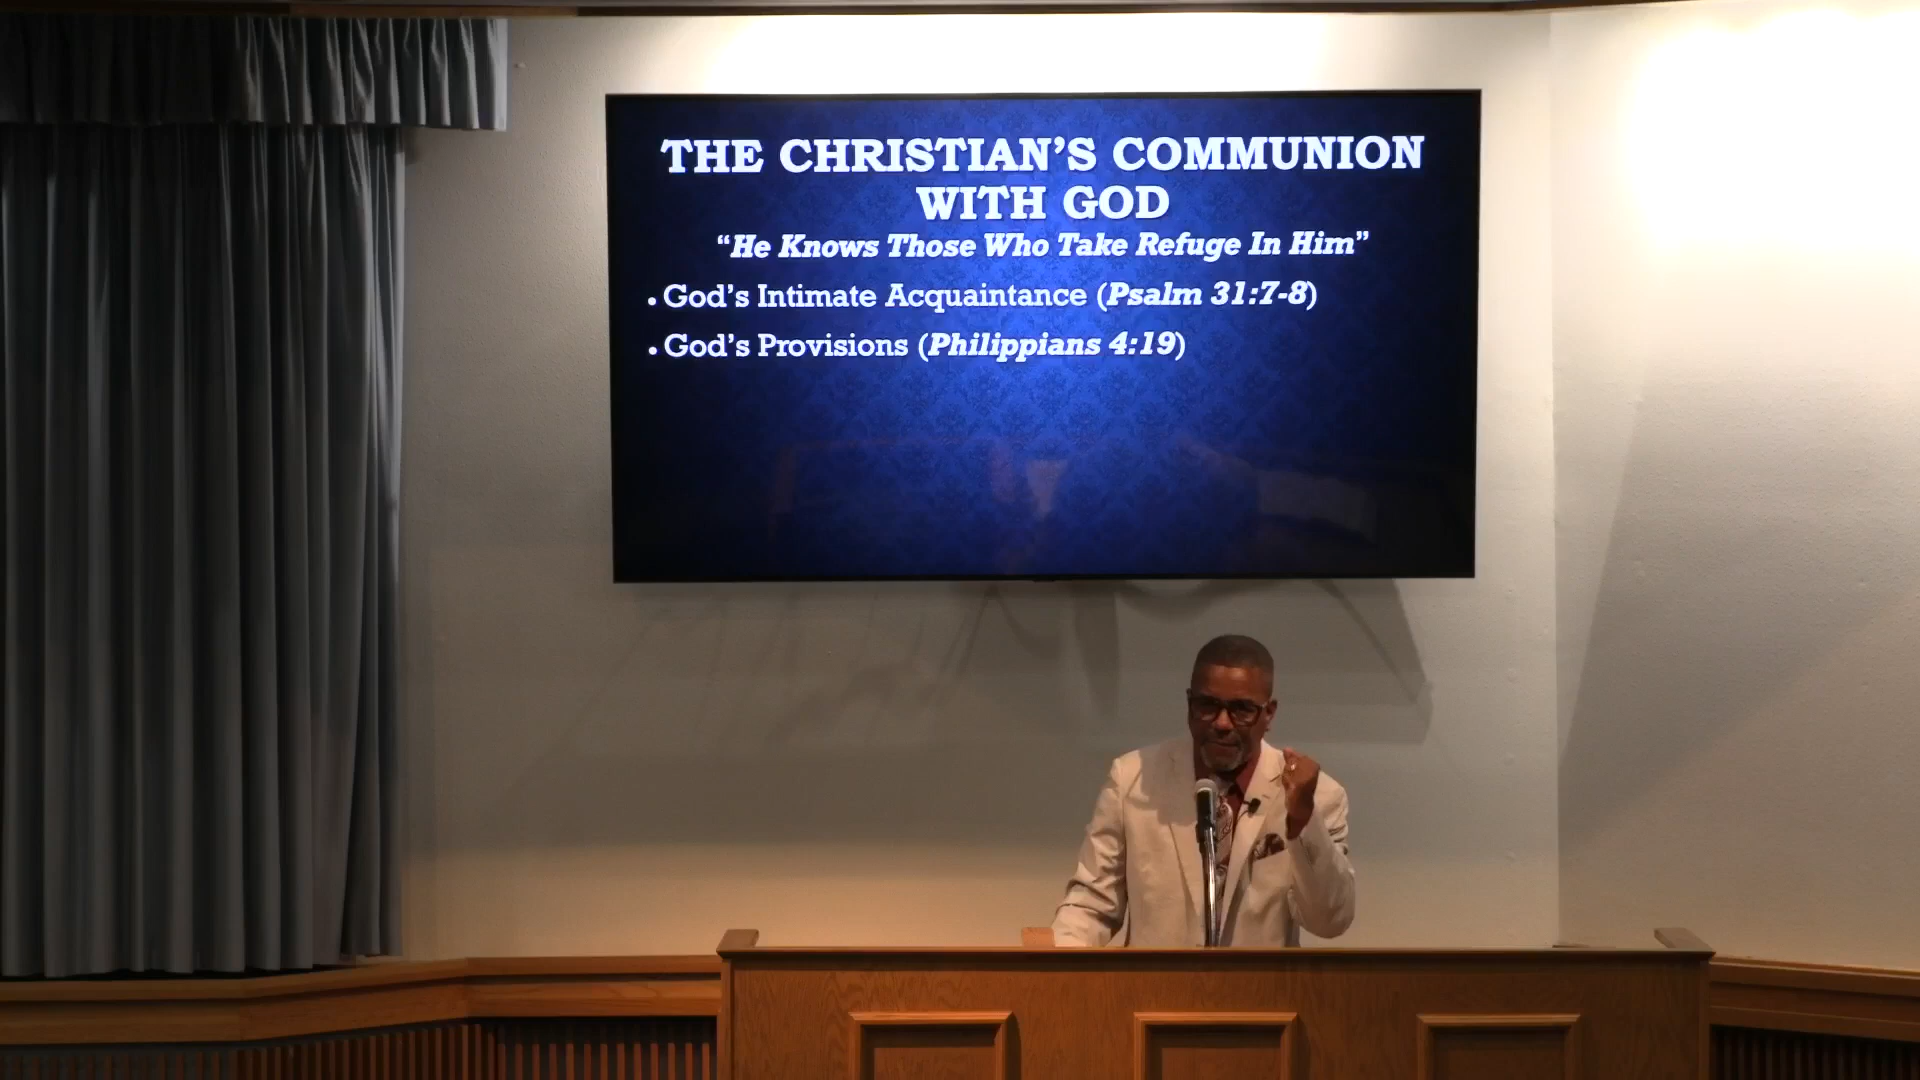 THE CHRISTIAN’S COMMUNION
WITH GOD
“He Knows Those Who Take Refuge In Him”
• God’s Intimate Acquaintance (Psalm 31:7-8)
• God’s Provisions (Philippians 4:19)